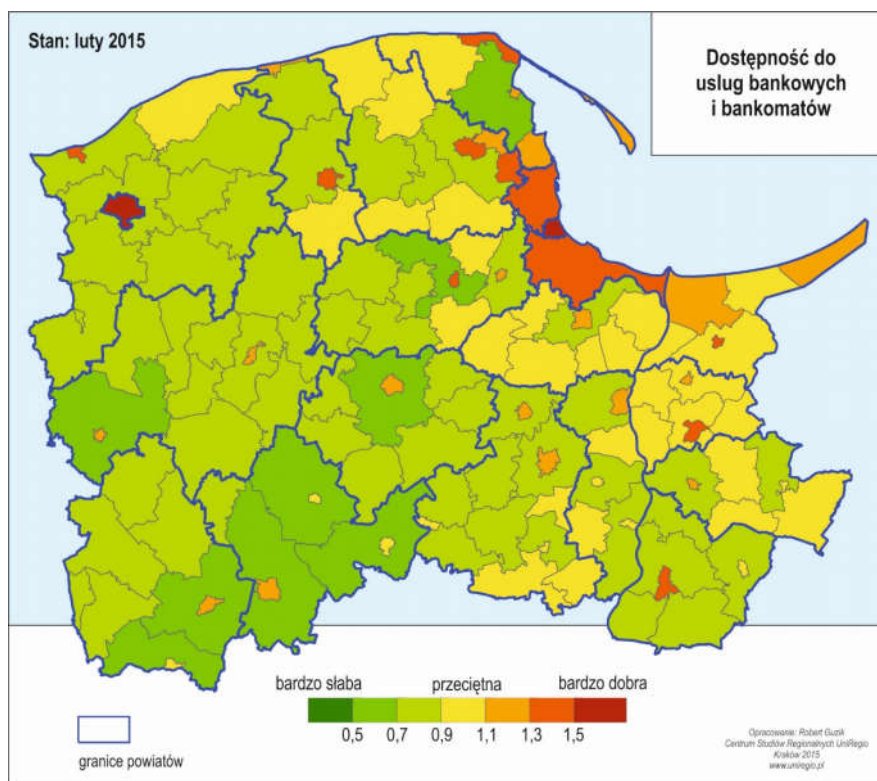 Stan: luty 2015
Dostępność do
uslug bankowych
i bankomatów
bardzo słaba
przeciętna
bardzo dobra
0,5
0,7
0,9
1,1
1,3
1,5
granice powiatów
Opracowanie: Robert Guzik
Centrum Studiów Regionalnych UniRegio
Kraków 2015
www.uniregio.pl